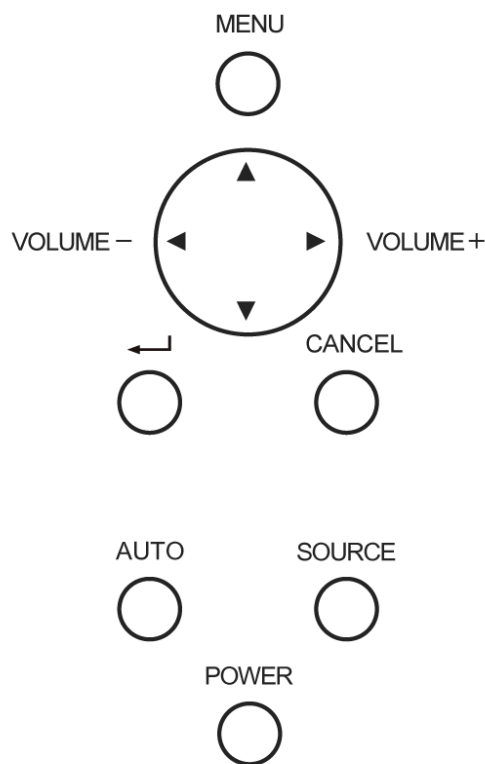 MENU
VOLUME − VOLUME +
CANCEL
AUTO SOURCE
POWER